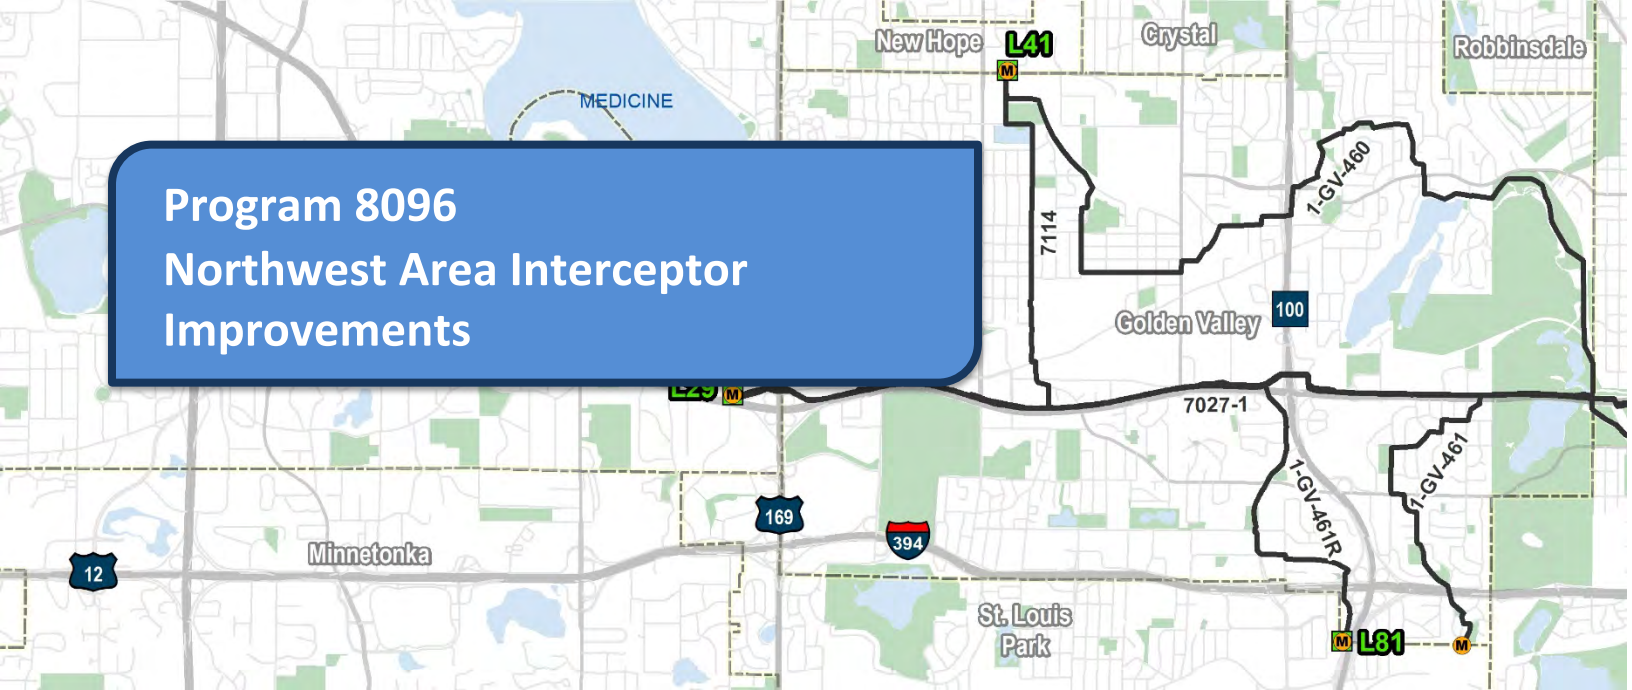 New Hope
L41
Crystal
Robbinsdale
MEDICINE
Program 8096
Northwest Area Interceptor
Improvements
7114
1-GV-460
Golden Valley
100
L29
7027-1
1-GV-461R
1-GV-461
169
394
12
Minnetonka
St. Louis
Park
M
M
M
L81
M